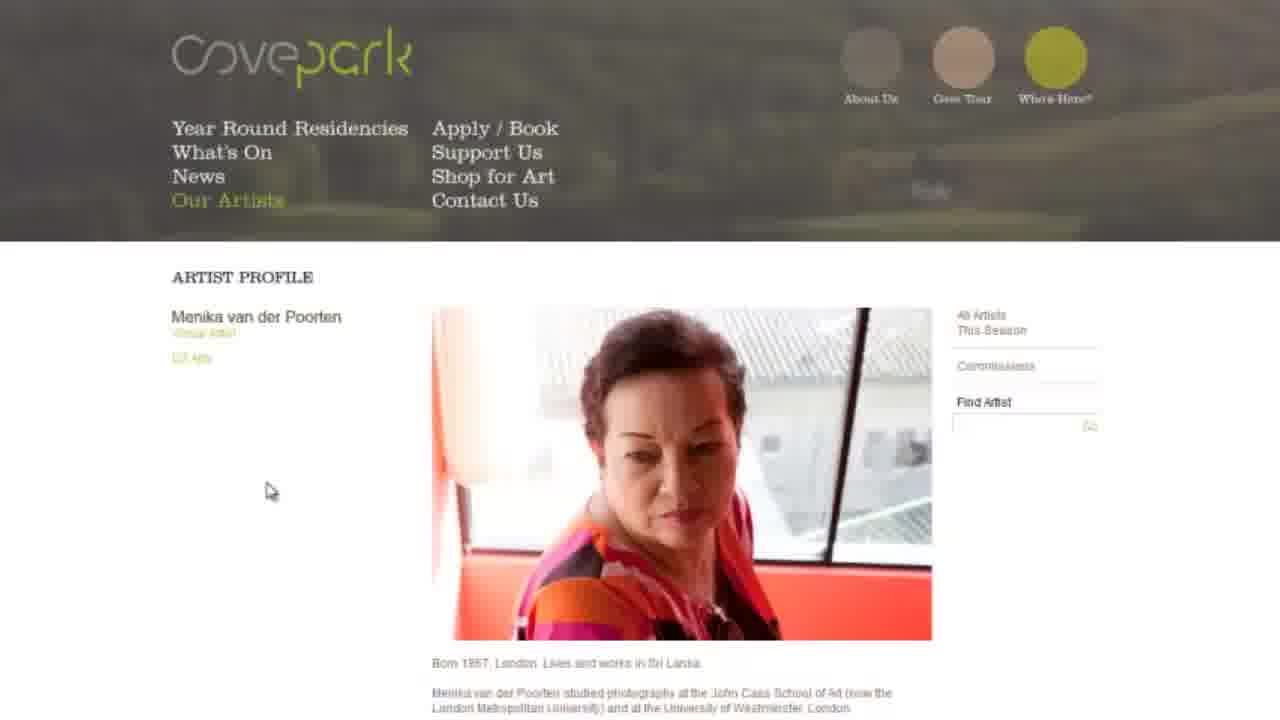 covepark
About Us
Cove Tour
Who's Here?
Year Round Residencies
What's On
News
Our Artists
Apply / Book
Support Us
Shop for Art
Contact Us
ARTIST PROFILE
Menika van der Poorten
Visual Artist
All Artists
This Season
Commissions
Find Artist
Go
Born London. Lives and works in Sri Lanka.
Menika van der Poorten studied photography at the John Cass School of Art (now the
London Metropolitan University) and at the University of Westminster, London.